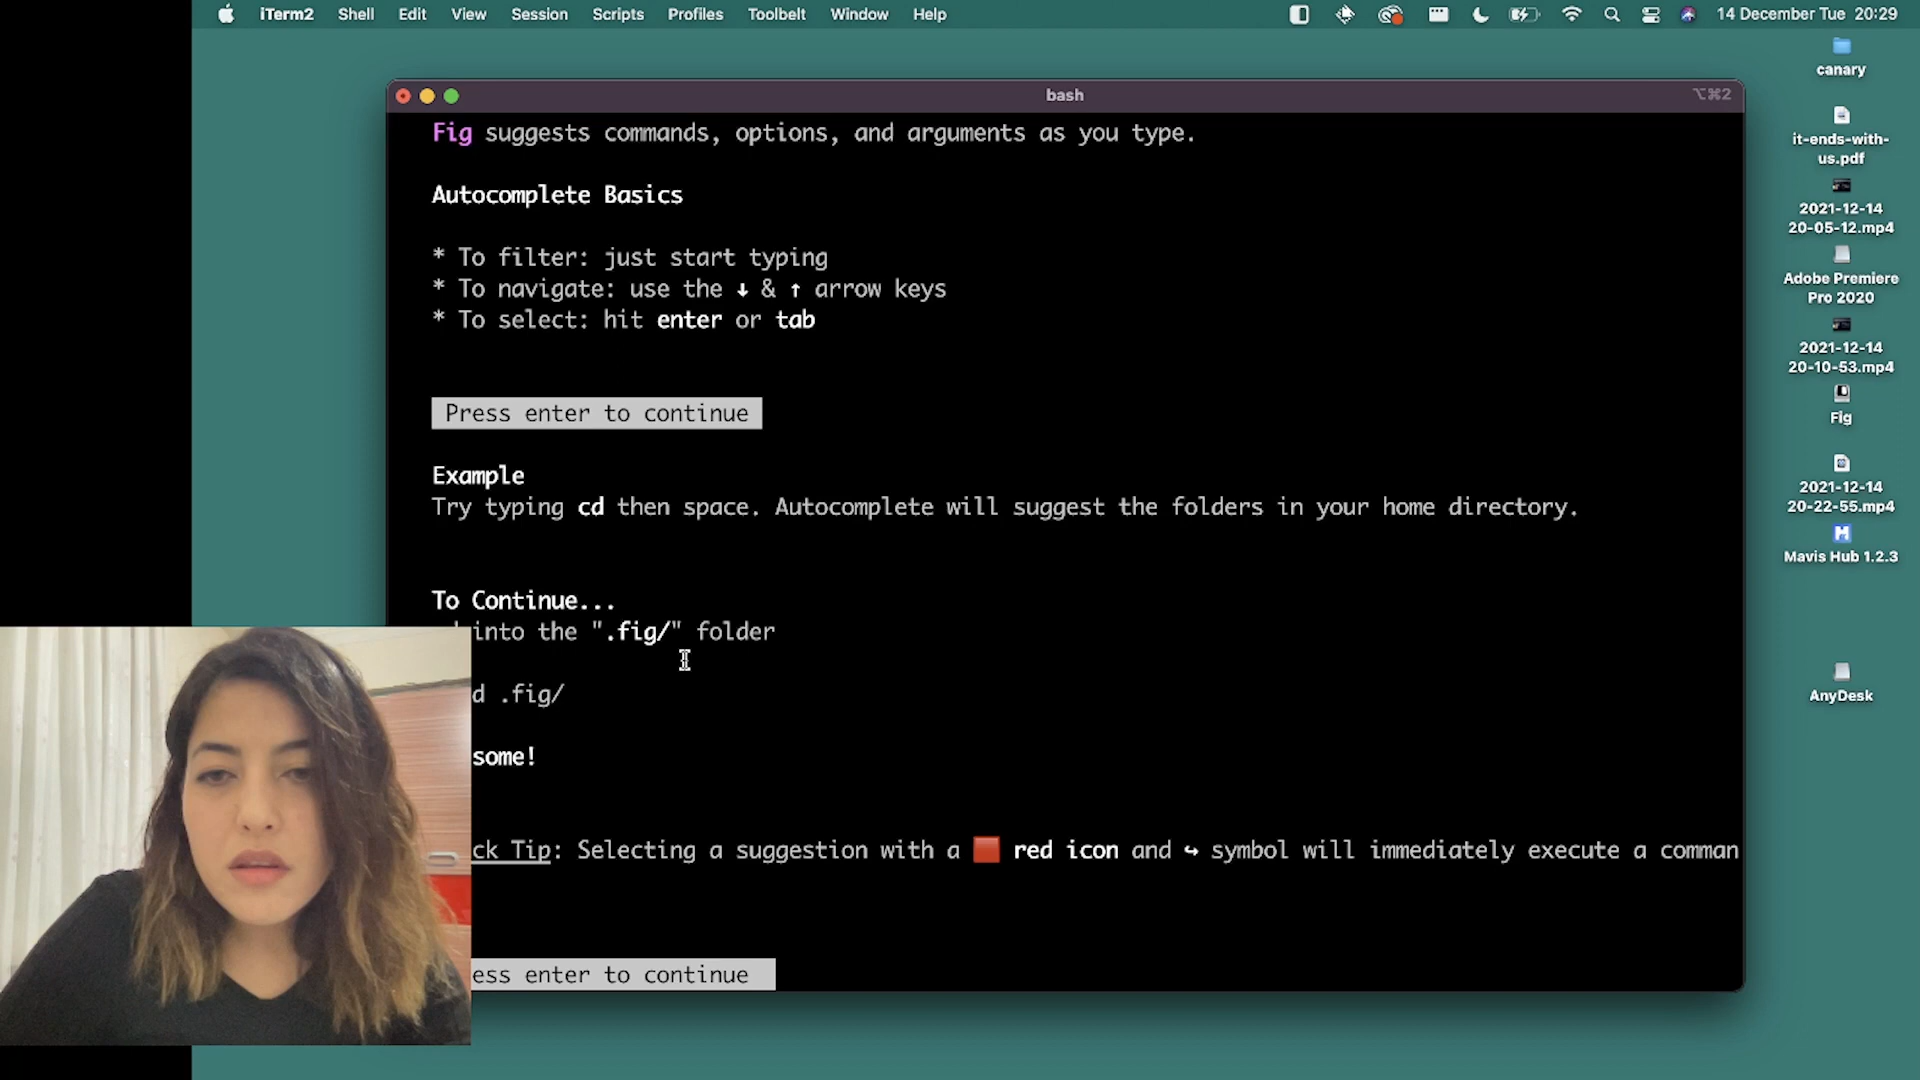 iTerm2 Shell Edit View Session Scripts Profiles Toolbelt Window Help 14 December Tue 20:29
bash
⌥⌘2
Fig suggests commands, options, and arguments as you type.
Autocomplete Basics
* To filter: just start typing
* To navigate: use the ↓ & ↑ arrow keys
* To select: hit enter or tab
Press enter to continue
Example
Try typing cd then space. Autocomplete will suggest the folders in your home directory.
To Continue...
into the ".fig/" folder
d .fig/
some!
ck Tip: Selecting a suggestion with a 🟥 red icon and ↪ symbol will immediately execute a comman
ess enter to continue
canary
it-ends-with-
us.pdf
2021-12-14
20-05-12.mp4
Adobe Premiere
Pro 2020
2021-12-14
20-10-53.mp4
Fig
2021-12-14
20-22-55.mp4
Mavis Hub 1.2.3
AnyDesk